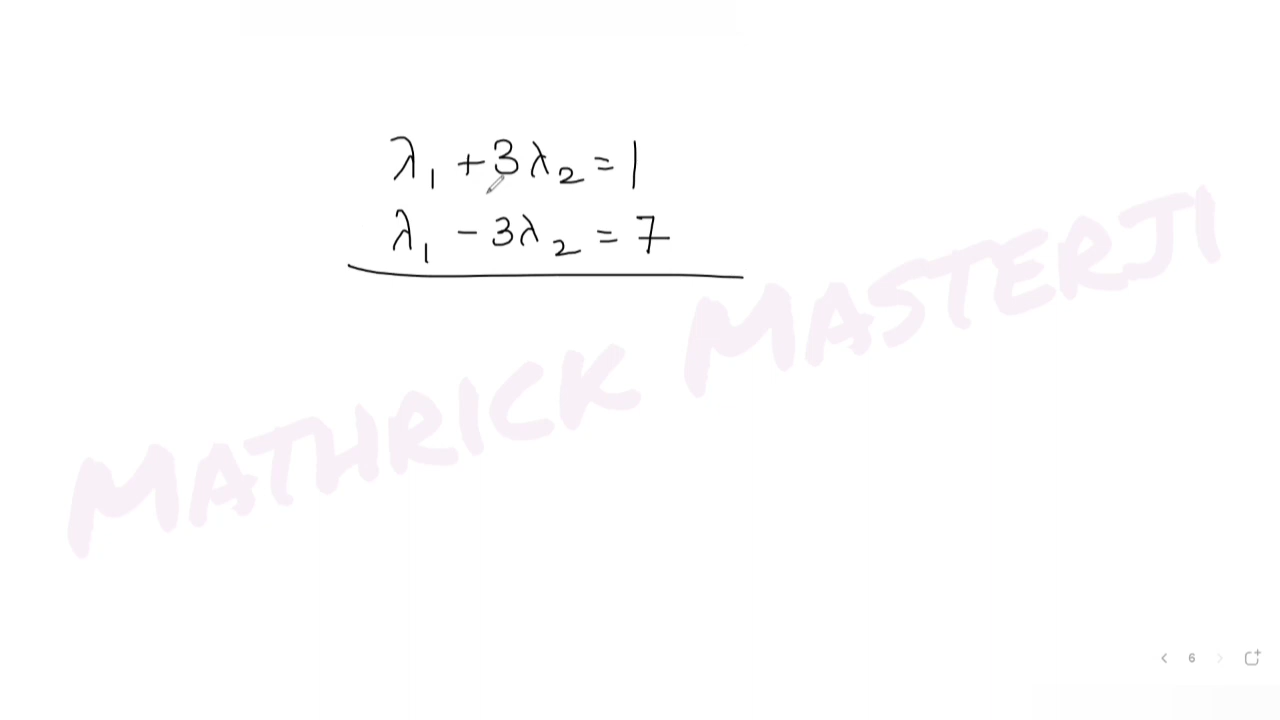 λ₁ + 3λ₂ = 1
λ₁ - 3λ₂ = 7
MATHRICK MASTERJI
6